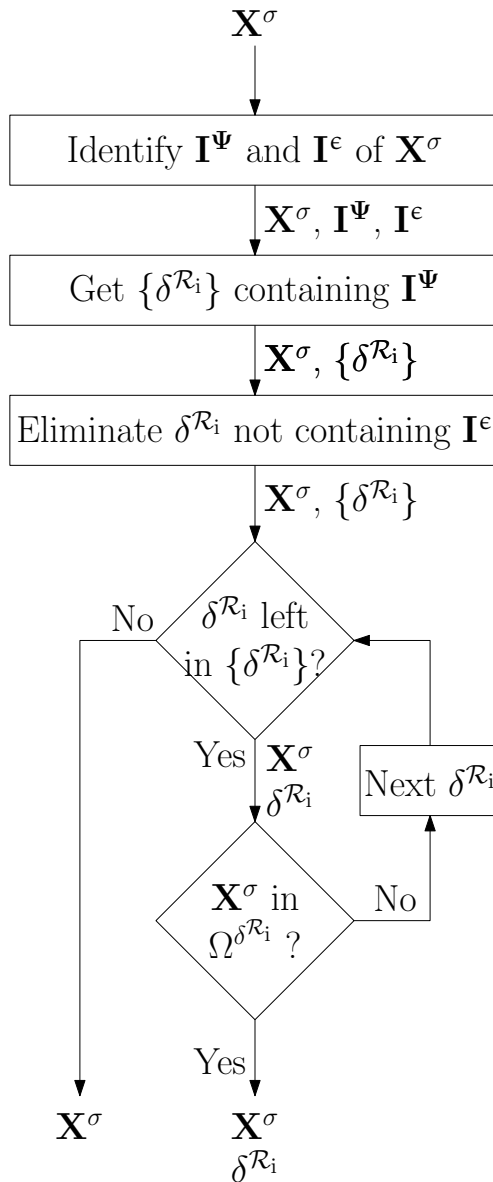 𝐗^σ
Identify 𝐈^𝚿 and 𝐈^ϵ of 𝐗^σ
𝐗^σ, 𝐈^𝚿, 𝐈^ϵ
Get {δ^{ℛ_i}} containing 𝐈^𝚿
𝐗^σ, {δ^{ℛ_i}}
Eliminate δ^{ℛ_i} not containing 𝐈^ϵ
𝐗^σ, {δ^{ℛ_i}}
No
δ^{ℛ_i} left
in {δ^{ℛ_i}}?
Yes
𝐗^σ
δ^{ℛ_i}
Next δ^{ℛ_i}
𝐗^σ in
Ω^{δ^{ℛ_i}} ?
No
Yes
𝐗^σ
𝐗^σ
δ^{ℛ_i}